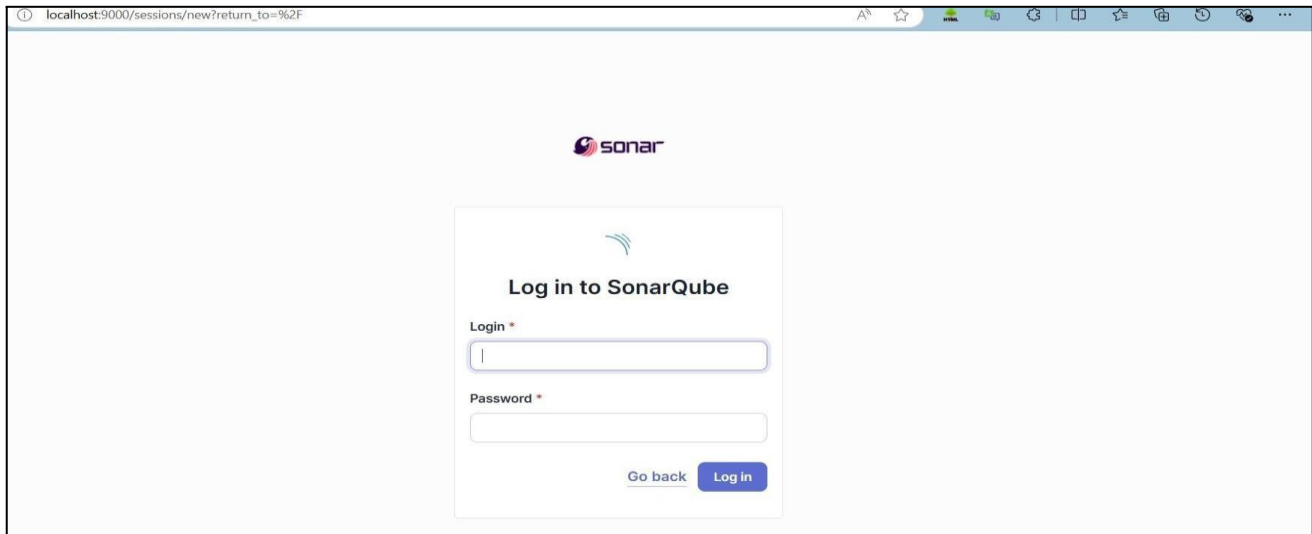 localhost:9000/sessions/new?return_to=%2F
sonar
Log in to SonarQube
Login *
Password *
Go back Log in